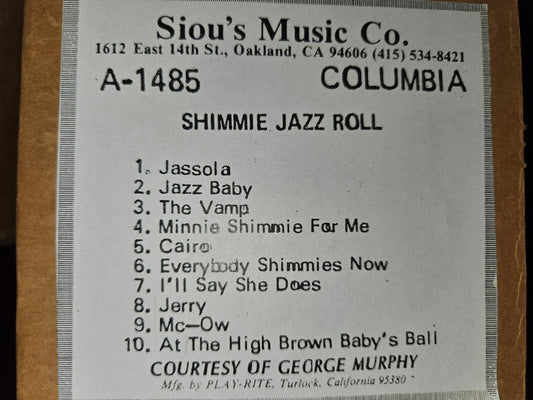 Siou's Music Co.
1612 East 14th St., Oakland, CA 94606 (415) 534-8421
A-1485 COLUMBIA
SHIMMIE JAZZ ROLL
1. Jassola
2. Jazz Baby
3. The Vamp
4. Minnie Shimmie For Me
5. Cairo
6. Everybody Shimmies Now
7. I'll Say She Does
8. Jerry
9. Mc-Ow
10. At The High Brown Baby's Ball
COURTESY OF GEORGE MURPHY
Mfg. by PLAY-RITE, Turlock, California 95380